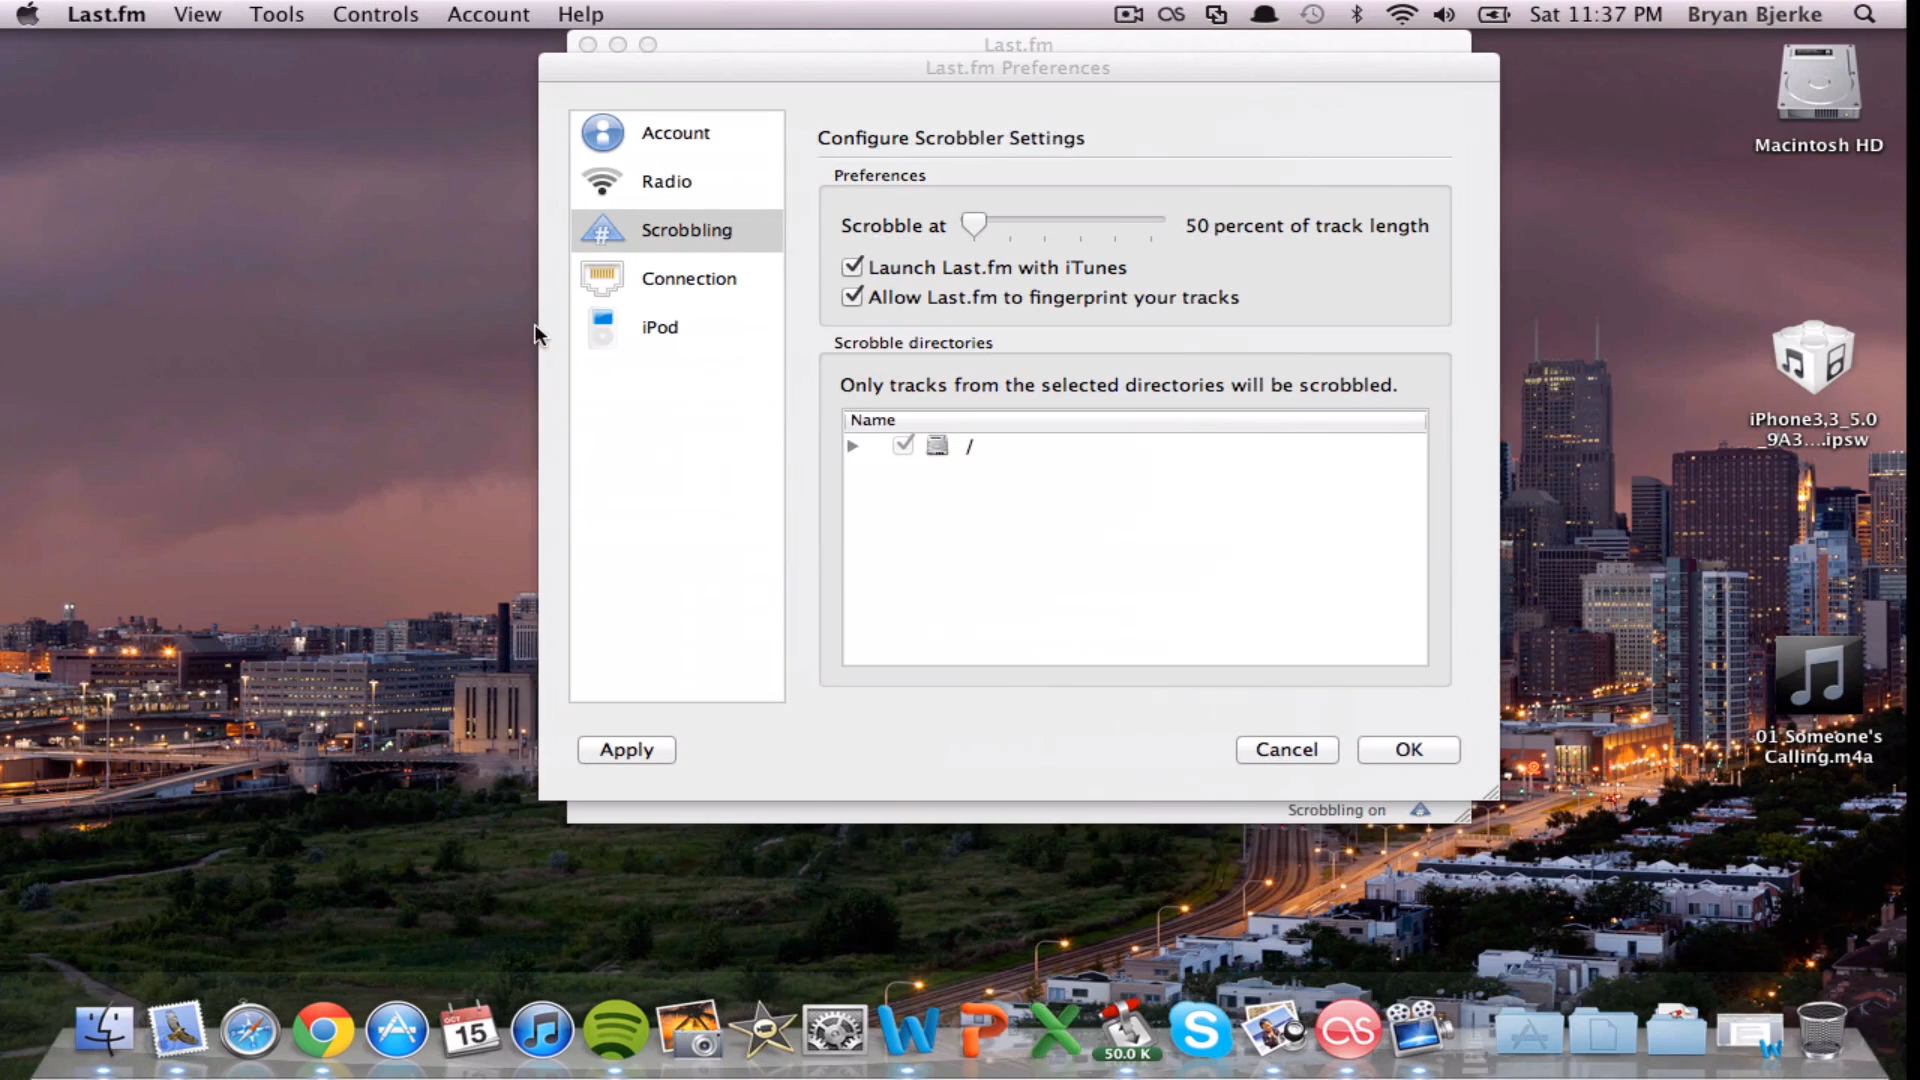 Last.fm View Tools Controls Account Help
Sat 11:37 PM Bryan Bjerke
Last.fm
Last.fm Preferences
Account
Radio
Scrobbling
Connection
iPod
Configure Scrobbler Settings
Preferences
Scrobble at 50 percent of track length
Launch Last.fm with iTunes
Allow Last.fm to fingerprint your tracks
Scrobble directories
Only tracks from the selected directories will be scrobbled.
Name
/
Apply
Cancel
OK
Scrobbling on
Macintosh HD
iPhone3,3_5.0
_9A3....ipsw
01 Someone's
Calling.m4a
OCT
15
50.0 K